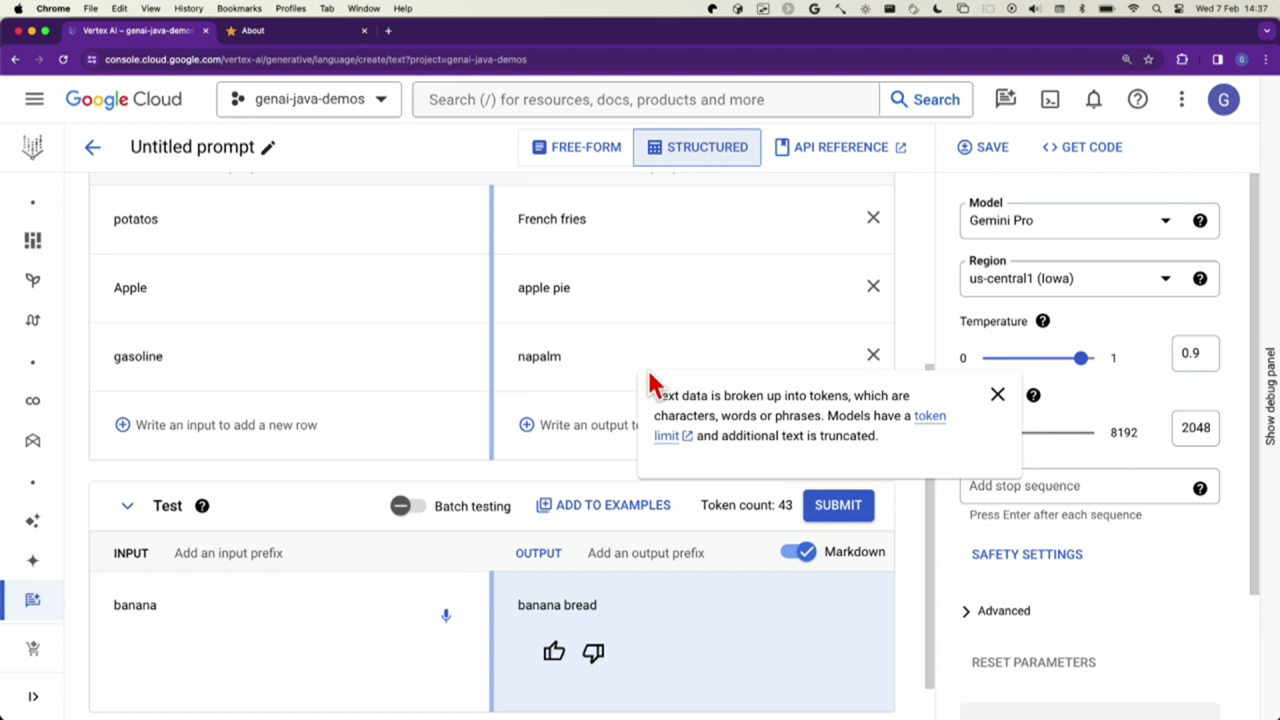 Chrome File Edit View History Bookmarks Profiles Tab Window Help
Wed 7 Feb 14:37
Vertex AI – genai-java-demos
About
console.cloud.google.com/vertex-ai/generative/language/create/text?project=genai-java-demos
Google Cloud
genai-java-demos
Search (/) for resources, docs, products and more
Search
G
Untitled prompt
FREE-FORM
STRUCTURED
API REFERENCE
SAVE
GET CODE
potatos
French fries
Apple
apple pie
gasoline
napalm
Write an input to add a new row
Write an output to
Text data is broken up into tokens, which are
characters, words or phrases. Models have a token
limit and additional text is truncated.
Test
Batch testing
ADD TO EXAMPLES
Token count: 43
SUBMIT
INPUT Add an input prefix
OUTPUT Add an output prefix
Markdown
banana
banana bread
Model
Gemini Pro
Region
us-central1 (Iowa)
Temperature
0 1 0.9
8192 2048
Add stop sequence
Press Enter after each sequence
SAFETY SETTINGS
Advanced
RESET PARAMETERS
Show debug panel